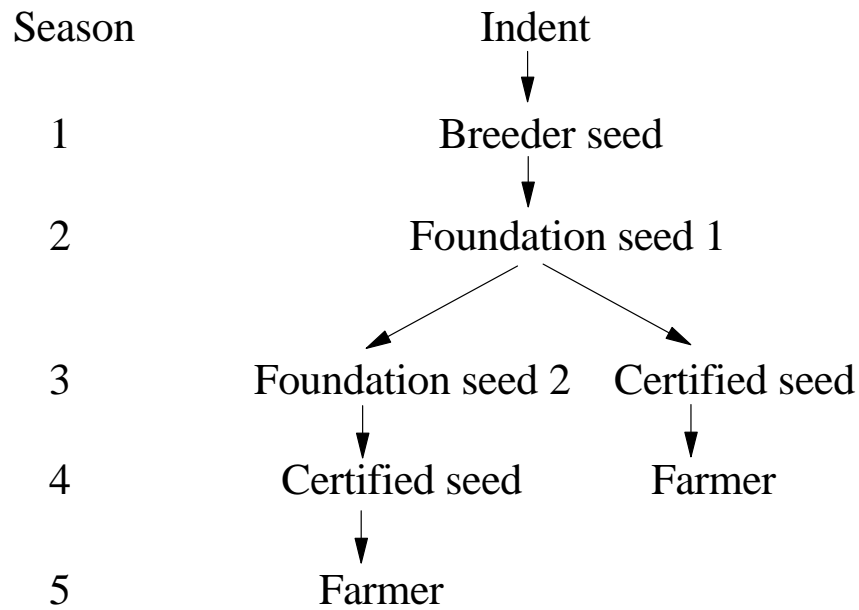 Season Indent
1 Breeder seed
2 Foundation seed 1
3 Foundation seed 2 Certified seed
4 Certified seed Farmer
5 Farmer